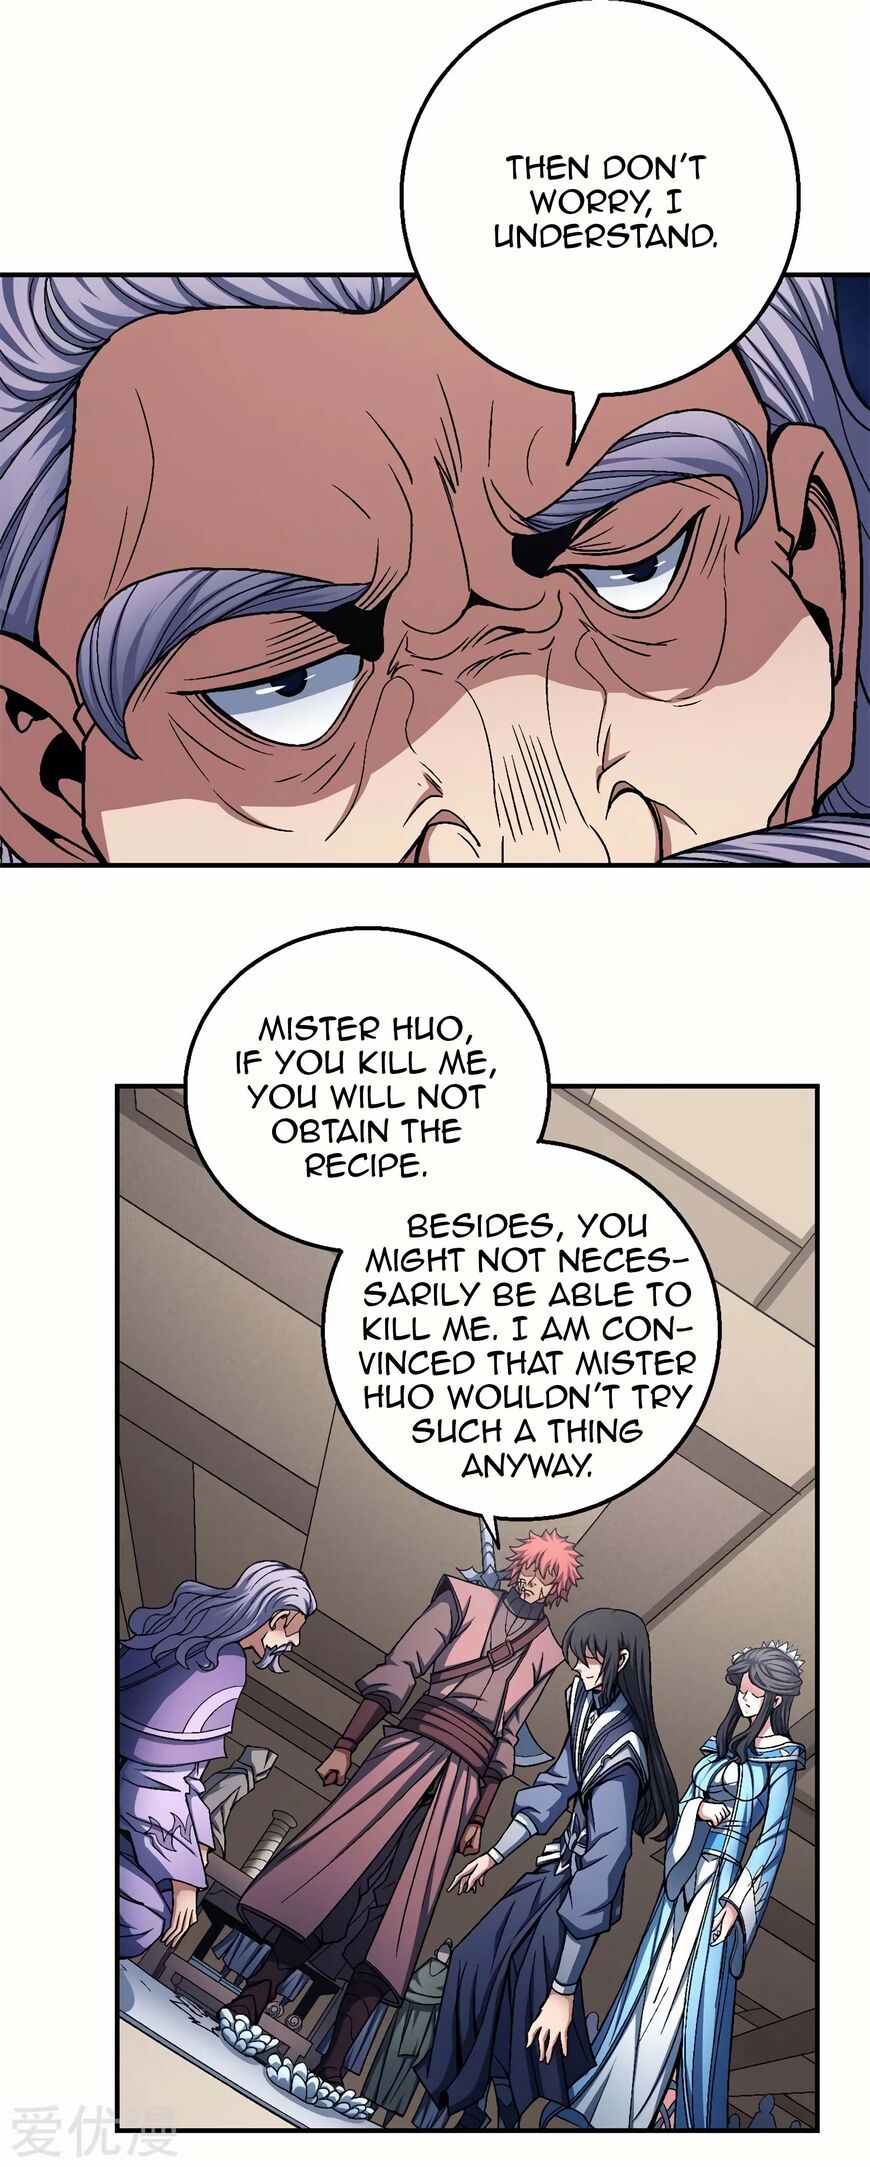 THEN DON'T
WORRY, I
UNDERSTAND.
MISTER HUO,
IF YOU KILL ME,
YOU WILL NOT
OBTAIN THE
RECIPE.
BESIDES, YOU
MIGHT NOT NECES-
SARILY BE ABLE TO
KILL ME. I AM CON-
VINCED THAT MISTER
HUO WOULDN'T TRY
SUCH A THING
ANYWAY.
爱优漫